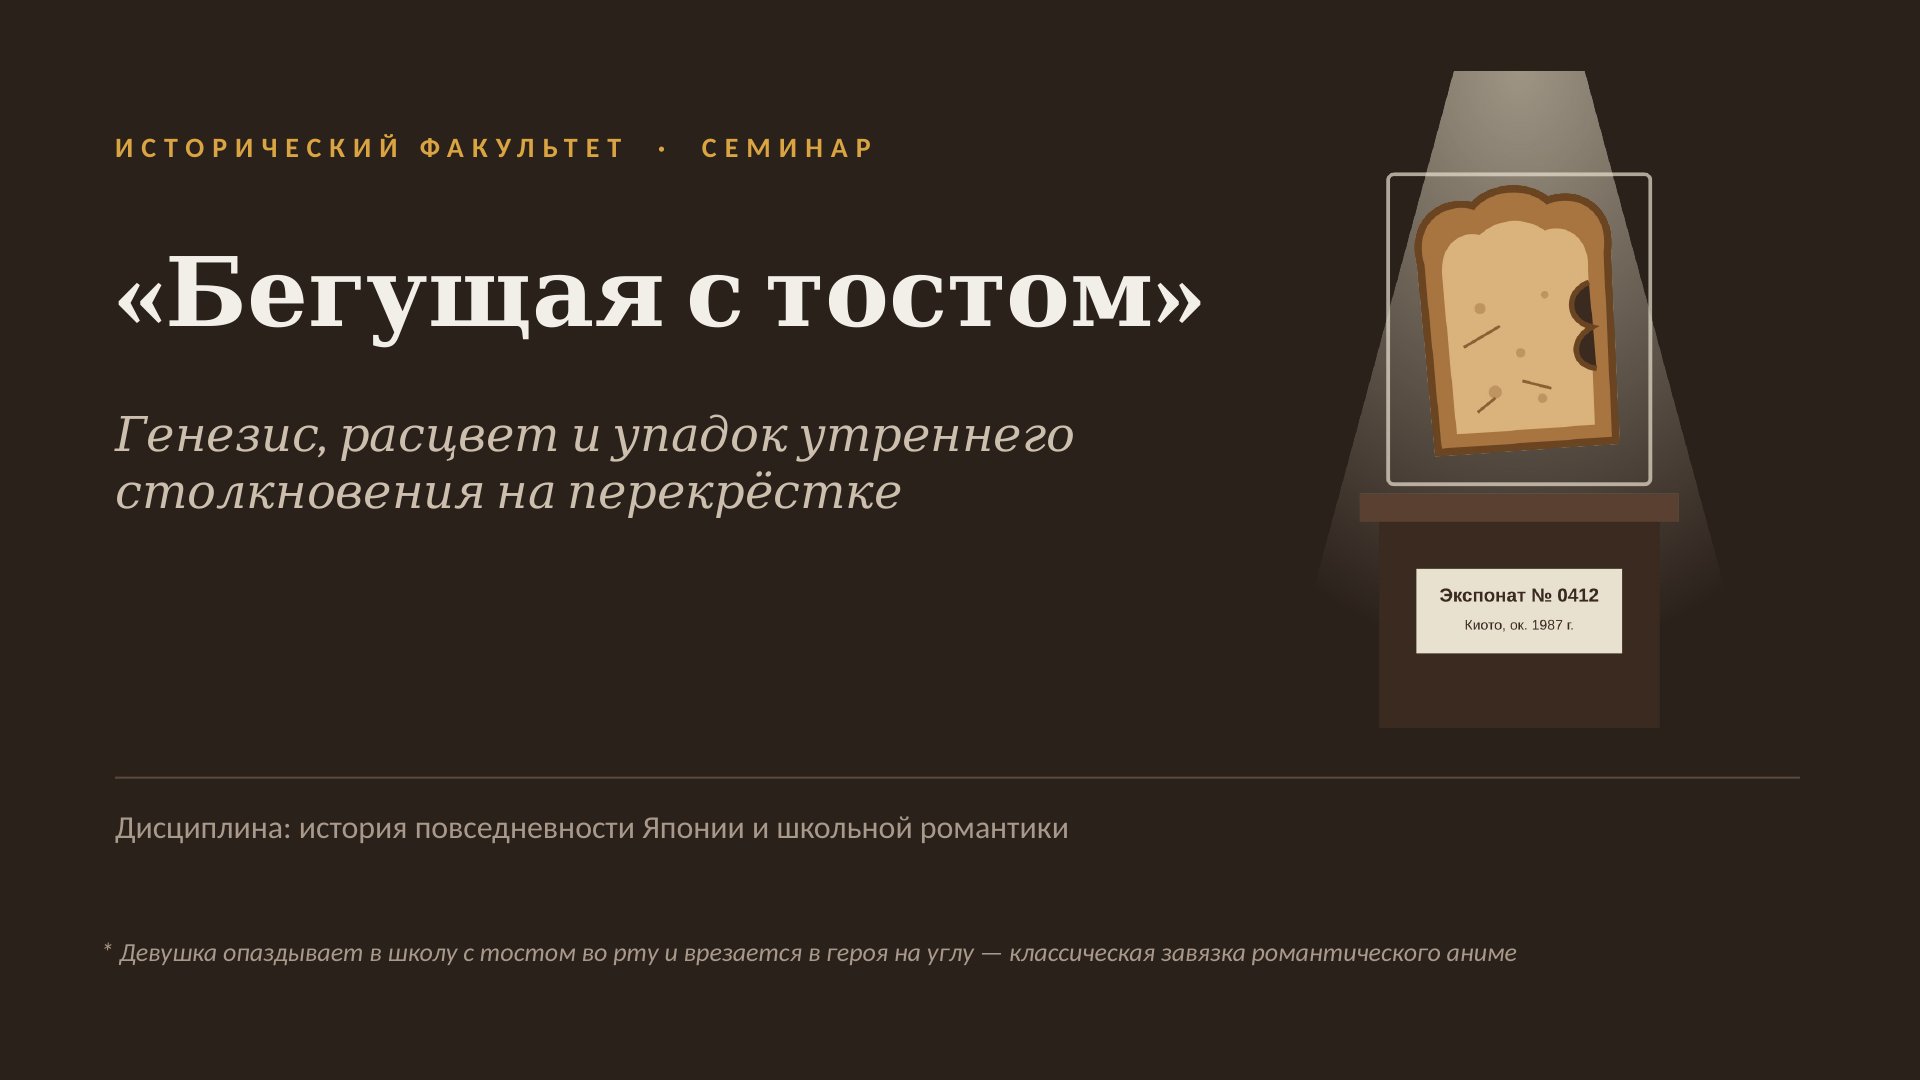 ИСТОРИЧЕСКИЙ ФАКУЛЬТЕТ · СЕМИНАР
«Бегущая с тостом»
Генезис, расцвет и упадок утреннего
столкновения на перекрёстке
Экспонат № 0412
Киото, ок. 1987 г.
Дисциплина: история повседневности Японии и школьной романтики
* Девушка опаздывает в школу с тостом во рту и врезается в героя на углу — классическая завязка романтического аниме